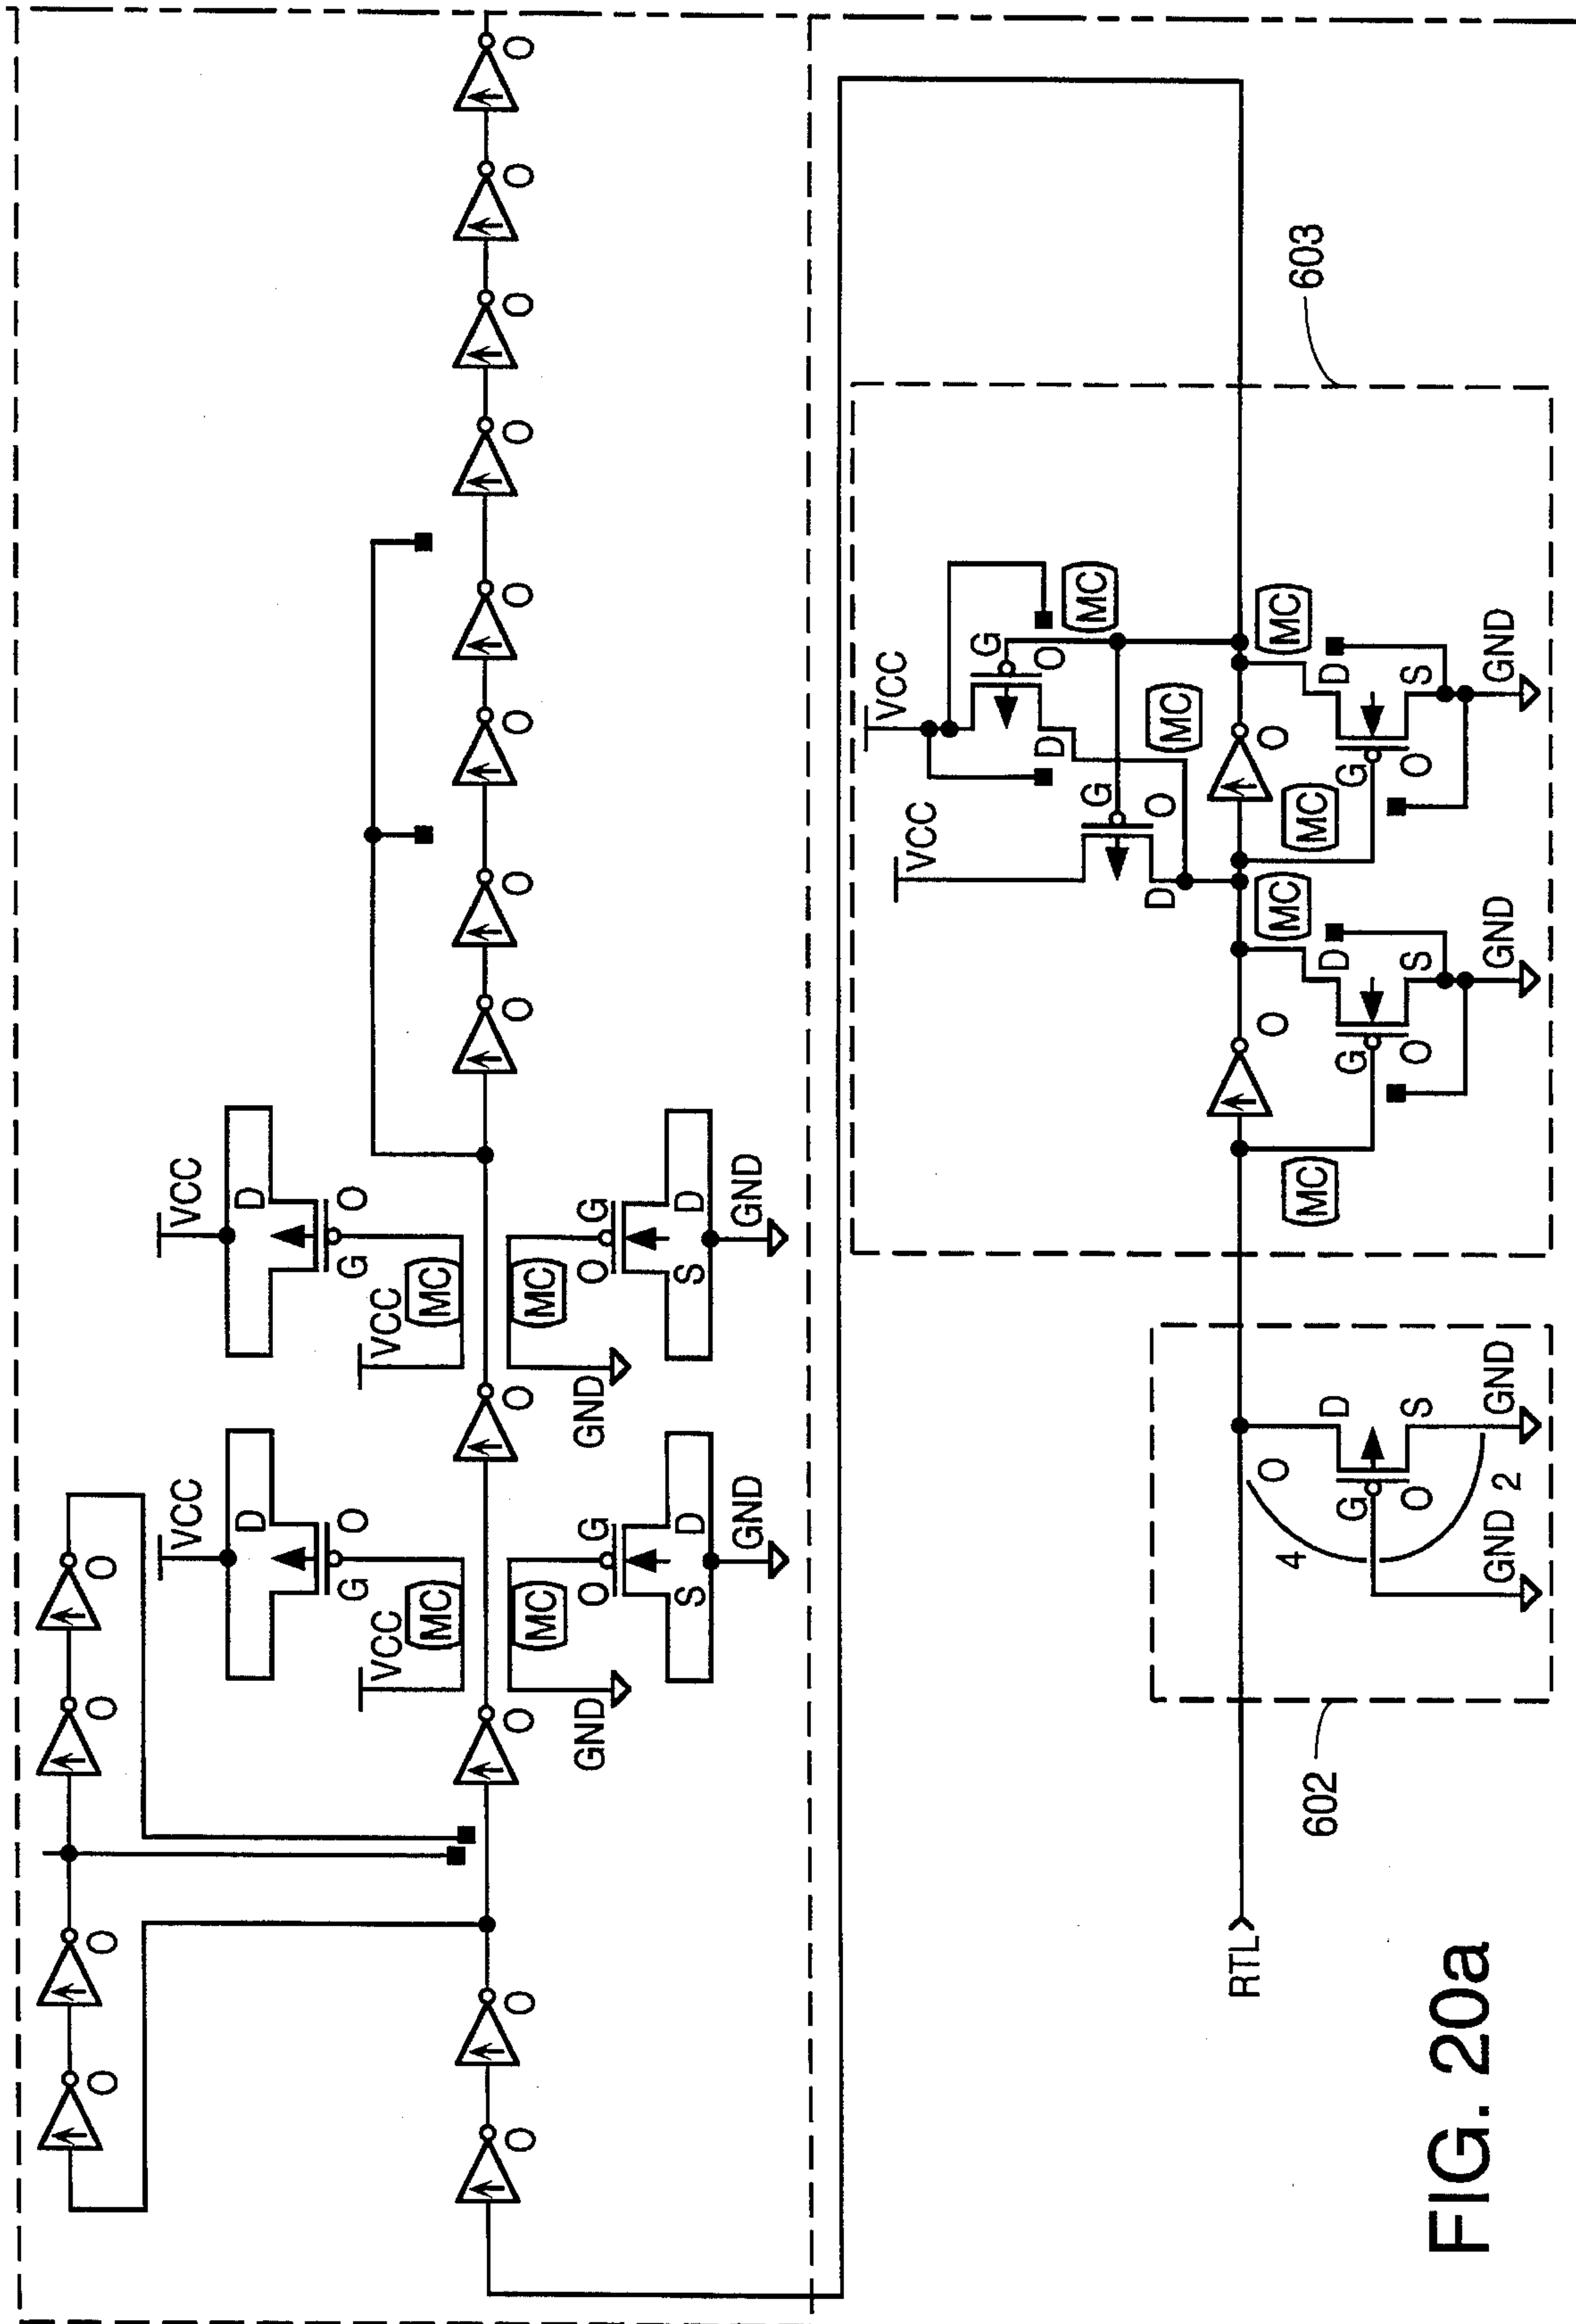 O O O O
VCC VCC
D D
G O G O
VCC VCC
MC MC
O O O O O O O O O O O O
MC MC
GND O G GND O G
S D S D
GND GND
VCC
VCC
G
D O
MC
G
D O
MC
RTL
O O O
MC MC
4
MC MC
603
602
D D D
G G G
O S O S O S
GND 2 GND GND GND
FIG. 20a